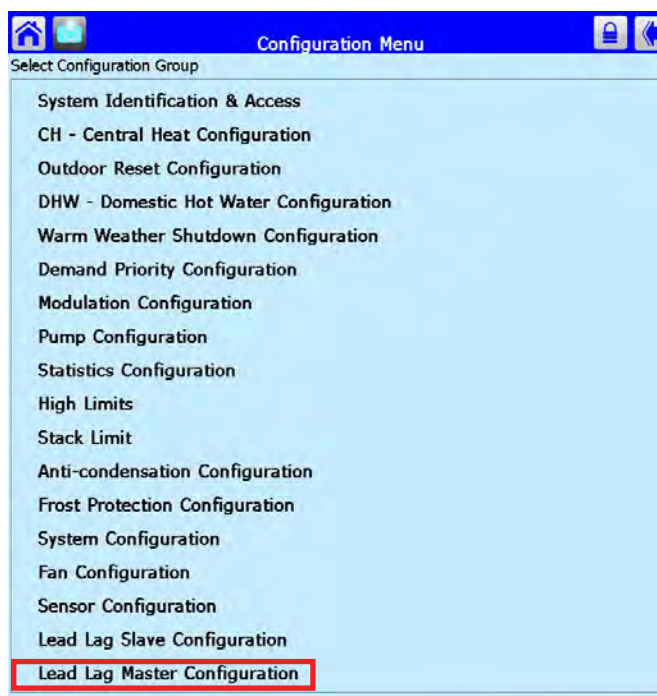 Configuration Menu
Select Configuration Group
System Identification & Access
CH - Central Heat Configuration
Outdoor Reset Configuration
DHW - Domestic Hot Water Configuration
Warm Weather Shutdown Configuration
Demand Priority Configuration
Modulation Configuration
Pump Configuration
Statistics Configuration
High Limits
Stack Limit
Anti-condensation Configuration
Frost Protection Configuration
System Configuration
Fan Configuration
Sensor Configuration
Lead Lag Slave Configuration
Lead Lag Master Configuration